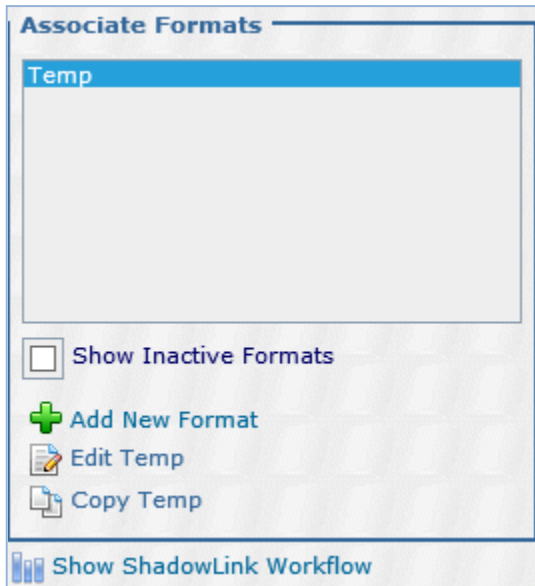 Associate Formats
Temp
Show Inactive Formats
Add New Format
Edit Temp
Copy Temp
Show ShadowLink Workflow